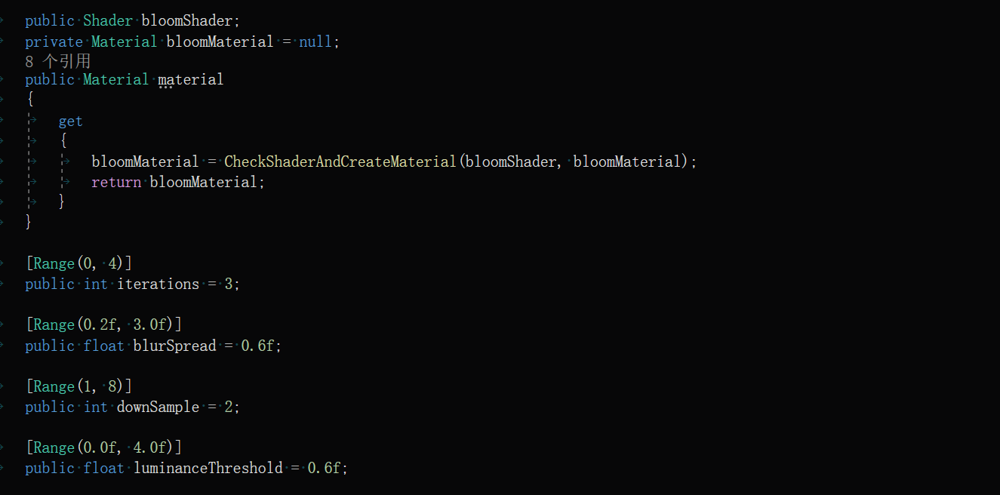 public Shader bloomShader;
private Material bloomMaterial = null;
8 个引用
public Material material
{
get
{
bloomMaterial = CheckShaderAndCreateMaterial(bloomShader, bloomMaterial);
return bloomMaterial;
}
}
[Range(0, 4)]
public int iterations = 3;
[Range(0.2f, 3.0f)]
public float blurSpread = 0.6f;
[Range(1, 8)]
public int downSample = 2;
[Range(0.0f, 4.0f)]
public float luminanceThreshold = 0.6f;